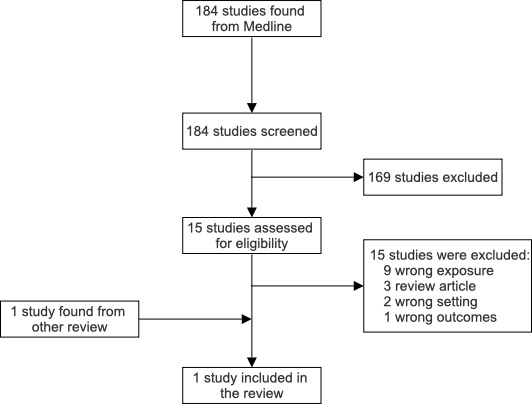 184 studies found
from Medline
184 studies screened
169 studies excluded
15 studies assessed
for eligibility
15 studies were excluded:
9 wrong exposure
3 review article
2 wrong setting
1 wrong outcomes
1 study found from
other review
1 study included in
the review